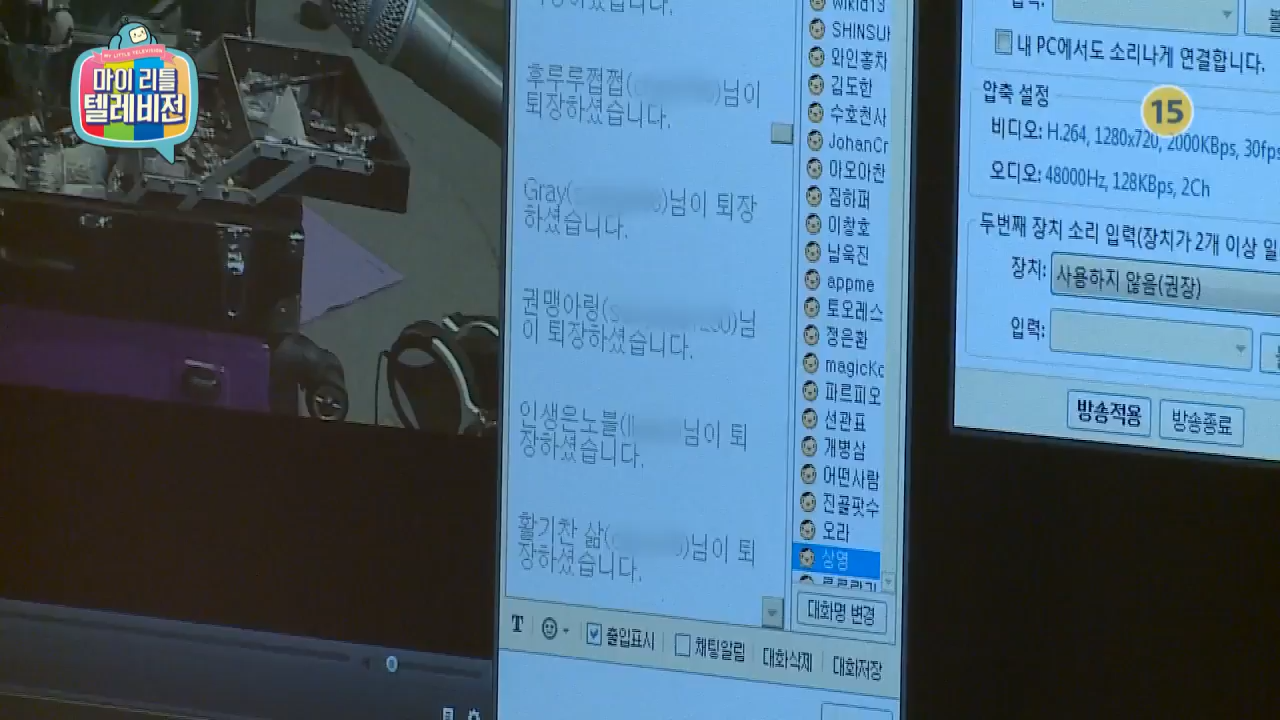 MY LITTLE TELEVISION
마이 리틀
텔레비전
15
후루루쩝쩝( )님이
퇴장하셨습니다.
Gray( )님이 퇴장
하셨습니다.
권맹아링( )님
이 퇴장하셨습니다.
인생은노블( 님이 퇴
장하셨습니다.
활기찬 삶( )님이 퇴
장하셨습니다.
T
출입표시
채팅알림
대화삭제
대화저장
wikid13
SHINSUH
와인홍차
김도한
수호천사
JohanCr
아모아찬
짐하퍼
이창호
남욱진
appme
토오레스
정은환
magicKo
파르피오
선관표
개병삼
어떤사람
진골팟수
오라
상영
대화명 변경
내 PC에서도 소리나게 연결합니다.
압축 설정
비디오: H.264, 1280x720, 2000KBps, 30fps
오디오: 48000Hz, 128KBps, 2Ch
두번째 장치 소리 입력(장치가 2개 이상 일
장치: 사용하지 않음(권장)
입력:
방송적용
방송종료